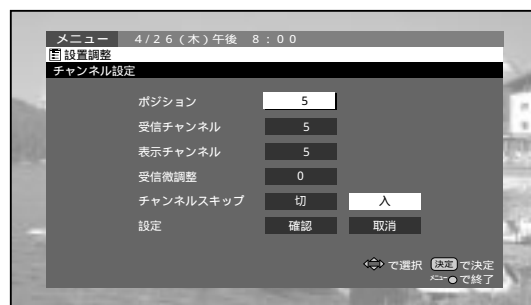 メニュー 4/26(木)午後 8:00
設置調整
チャンネル設定
ポジション 5
受信チャンネル 5
表示チャンネル 5
受信微調整 0
チャンネルスキップ 切 入
設定 確認 取消
で選択 決定 で決定
メニュー で終了